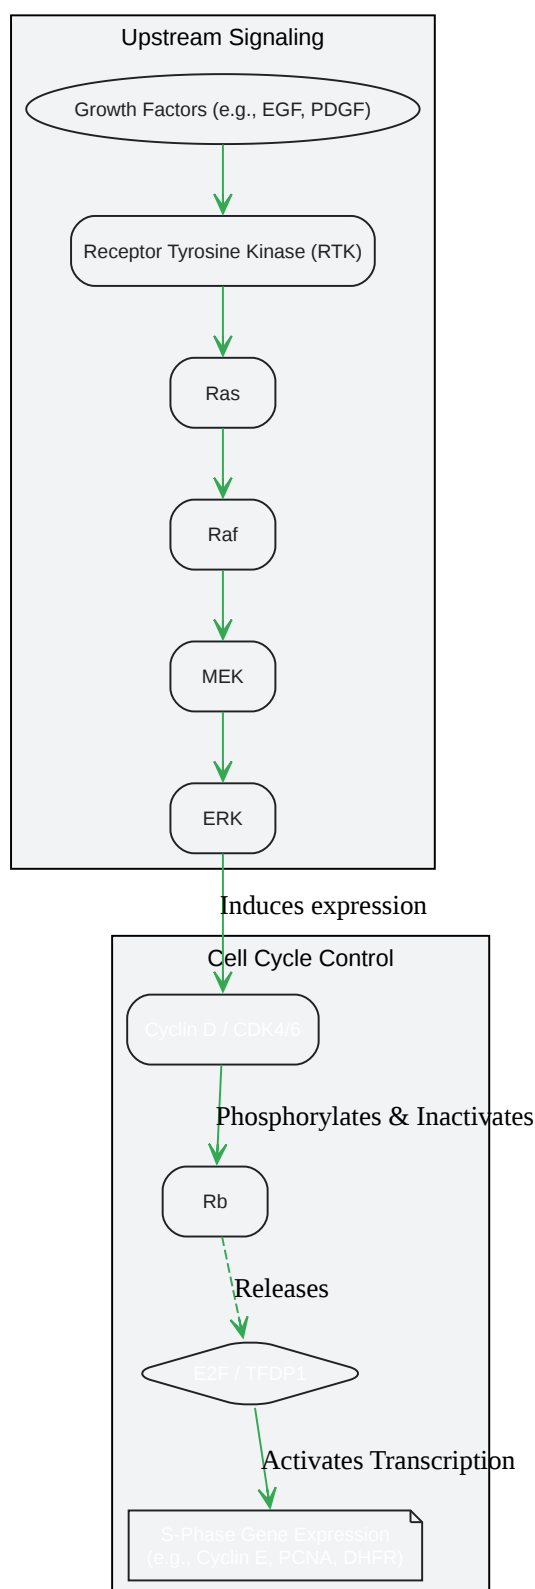 Upstream Signaling
Growth Factors (e.g., EGF, PDGF)
Receptor Tyrosine Kinase (RTK)
Ras
Raf
MEK
ERK
Induces expression
Cell Cycle Control
Cyclin D / CDK4/6
Phosphorylates & Inactivates
Rb
Releases
E2F / TFDP1
Activates Transcription
S-Phase Gene Expression
(e.g., Cyclin E, PCNA, DHFR)